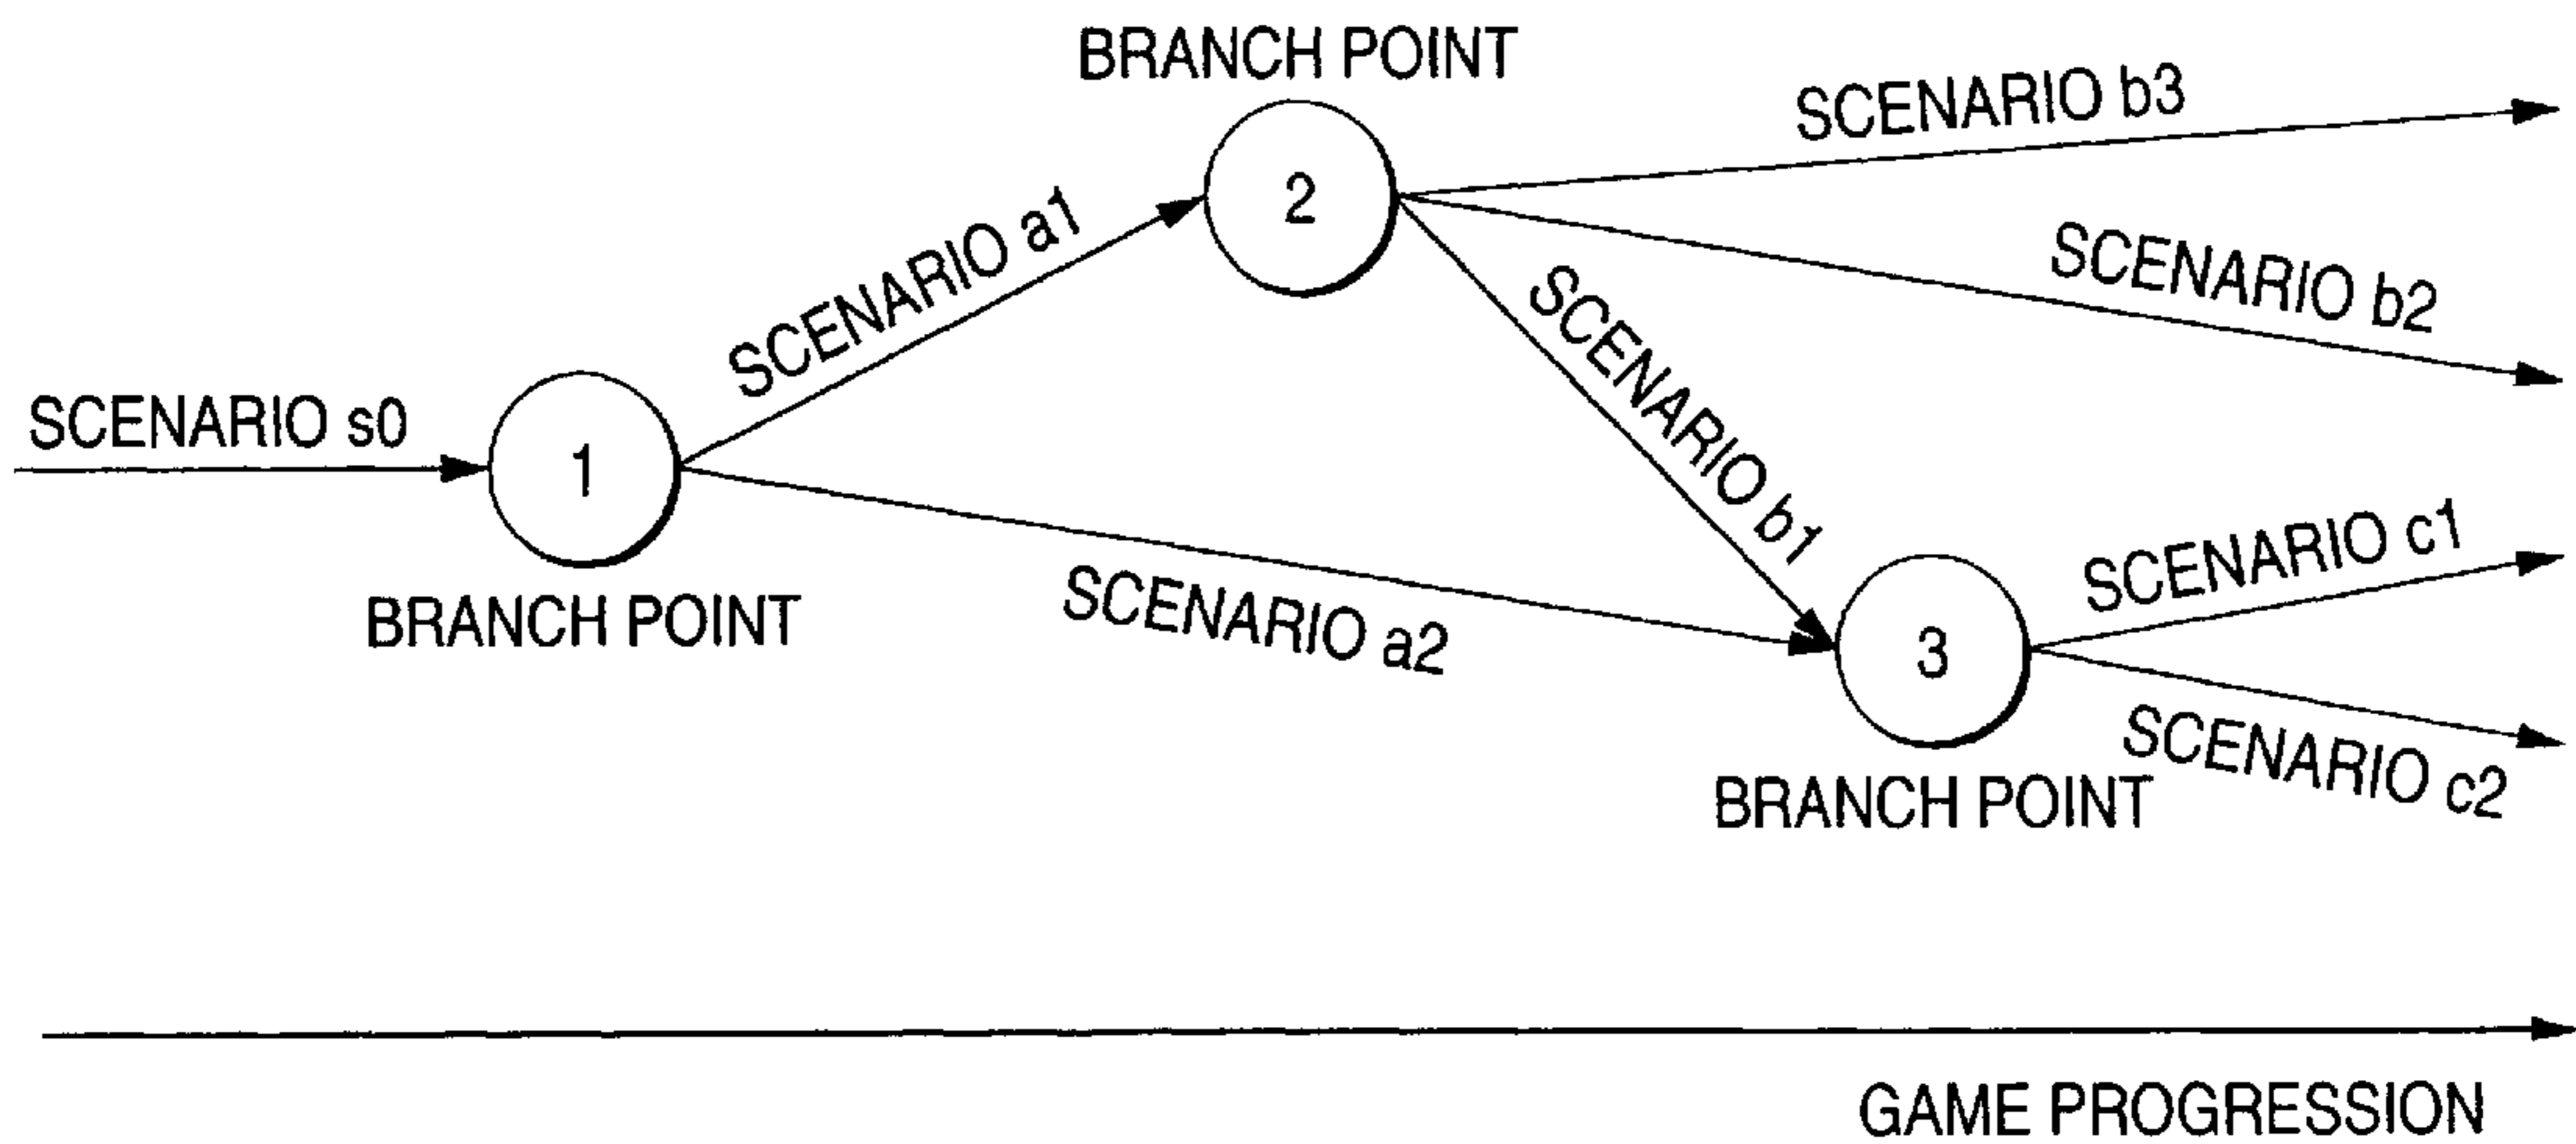 BRANCH POINT
2
SCENARIO b3
SCENARIO a1
SCENARIO b2
SCENARIO s0
1
BRANCH POINT
SCENARIO b1
SCENARIO a2
3
SCENARIO c1
SCENARIO c2
BRANCH POINT
GAME PROGRESSION